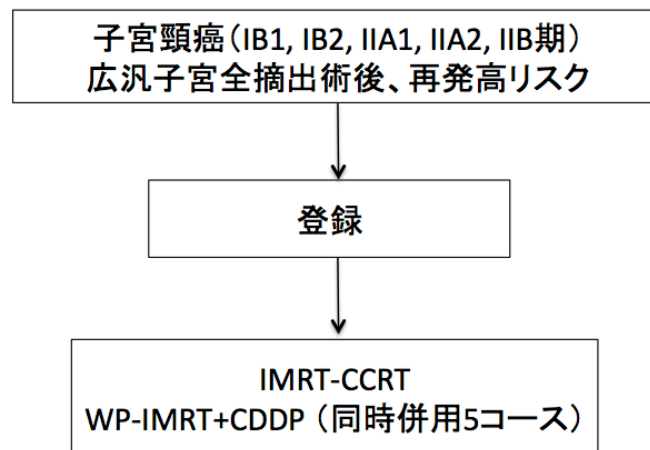 子宮頸癌（IB1, IB2, IIA1, IIA2, IIB期）
広汎子宮全摘出術後、再発高リスク
登録
IMRT-CCRT
WP-IMRT+CDDP（同時併用5コース）